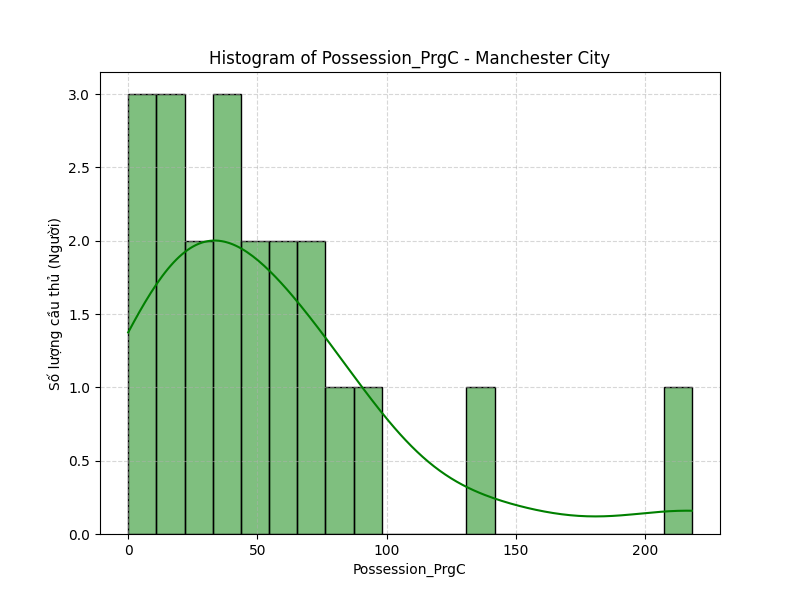 Histogram of Possession_PrgC - Manchester City
3.0
2.5
2.0
1.5
1.0
0.5
0.0
Số lượng cầu thủ (Người)
0 50 100 150 200
Possession_PrgC